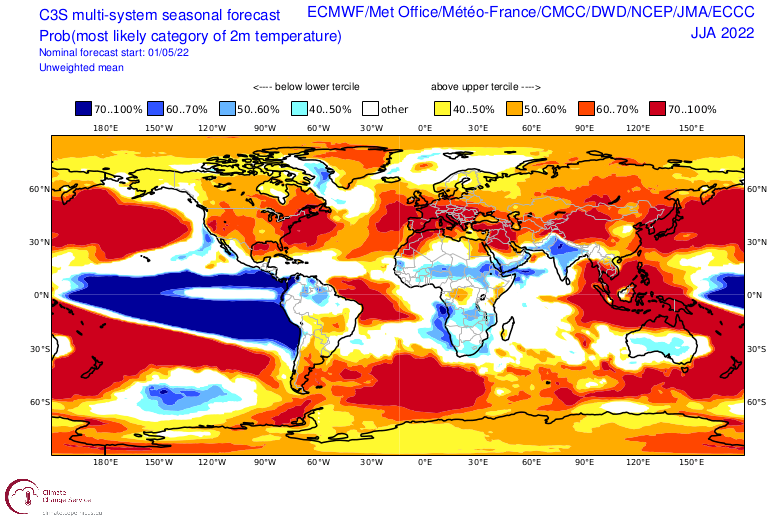 C3S multi-system seasonal forecast
ECMWF/Met Office/Météo-France/CMCC/DWD/NCEP/JMA/ECCC
Prob(most likely category of 2m temperature)
JJA 2022
Nominal forecast start: 01/05/22
Unweighted mean
<---- below lower tercile
above upper tercile ---->
70..100% 60..70% 50..60% 40..50% other 40..50% 50..60% 60..70% 70..100%
180°E 150°W 120°W 90°W 60°W 30°W 0°E 30°E 60°E 90°E 120°E 150°E
60°N 60°N
30°N 30°N
0°N 0°N
30°S 30°S
60°S 60°S
180°E 150°W 120°W 90°W 60°W 30°W 0°E 30°E 60°E 90°E 120°E 150°E
Climate
Change Service